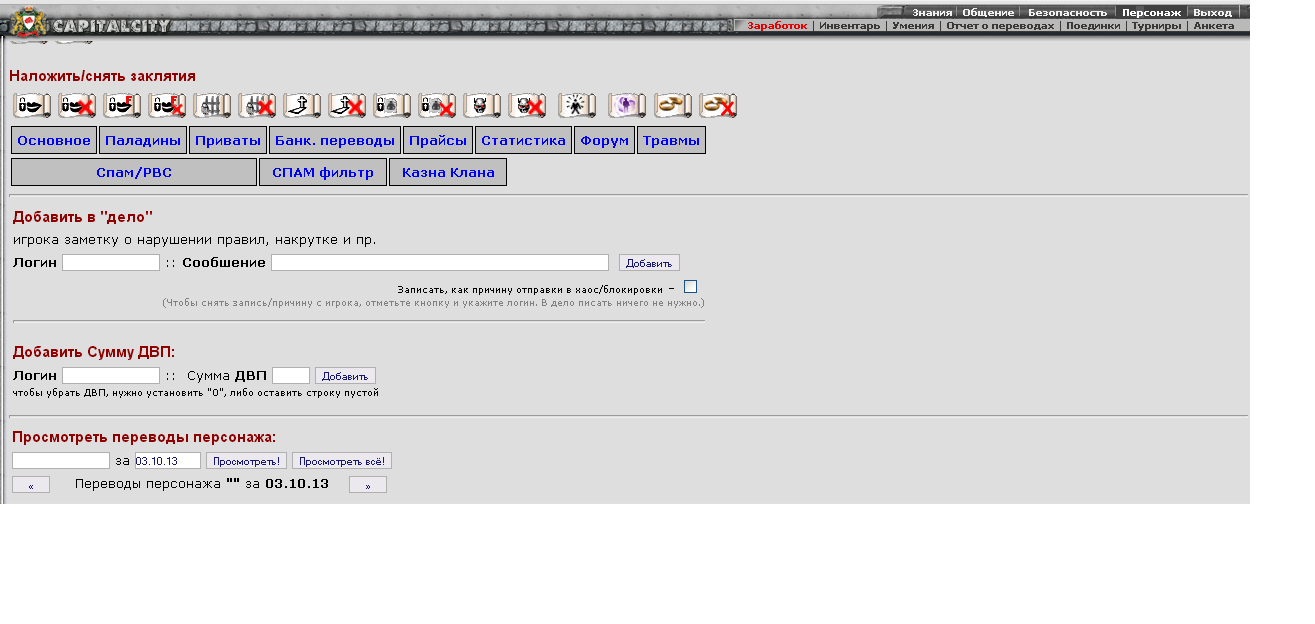 CAPITALCITY
Знания | Общение | Безопасность | Персонаж | Выход
Заработок | Инвентарь | Умения | Отчет о переводах | Поединки | Турниры | Анкета
Наложить/снять заклятия
Основное Паладины Приваты Банк. переводы Прайсы Статистика Форум Травмы
Спам/РВС СПАМ фильтр Казна Клана
Добавить в "дело"
игрока заметку о нарушении правил, накрутке и пр.
Логин :: Сообшение Добавить
Записать, как причину отправки в хаос/блокировки -
(Чтобы снять запись/причину с игрока, отметьте кнопку и укажите логин. В дело писать ничего не нужно.)
Добавить Сумму ДВП:
Логин :: Сумма ДВП Добавить
чтобы убрать ДВП, нужно установить "0", либо оставить строку пустой
Просмотреть переводы персонажа:
за 03.10.13 Просмотреть! Просмотреть всё!
« Переводы персонажа "" за 03.10.13 »